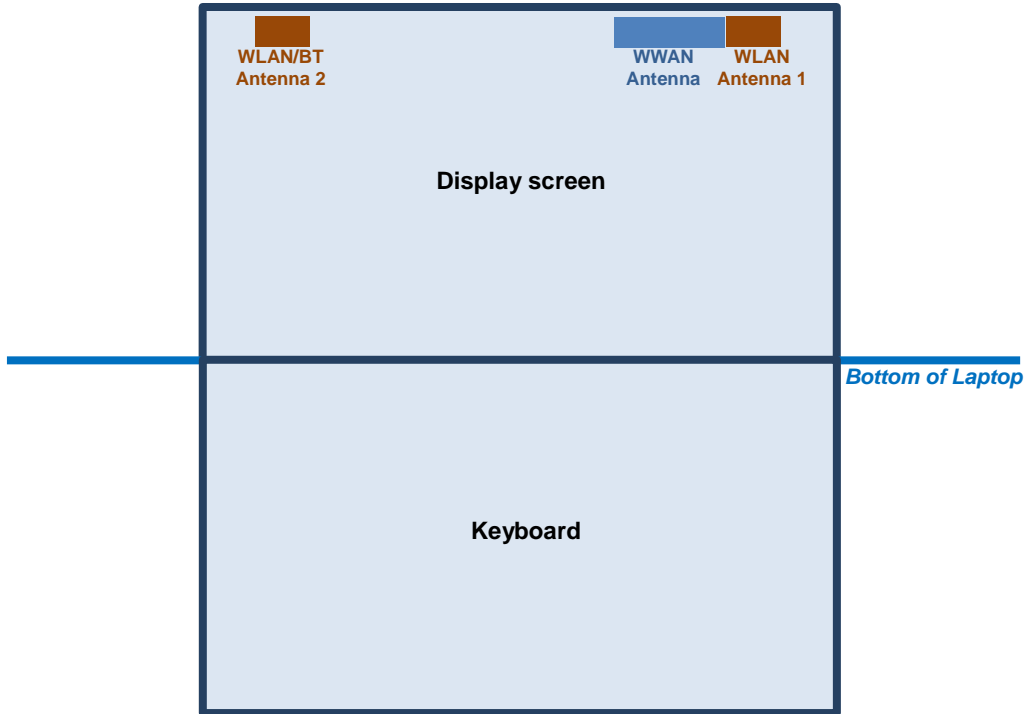 WLAN/BT
Antenna 2
WWAN
Antenna
WLAN
Antenna 1
Display screen
Bottom of Laptop
Keyboard